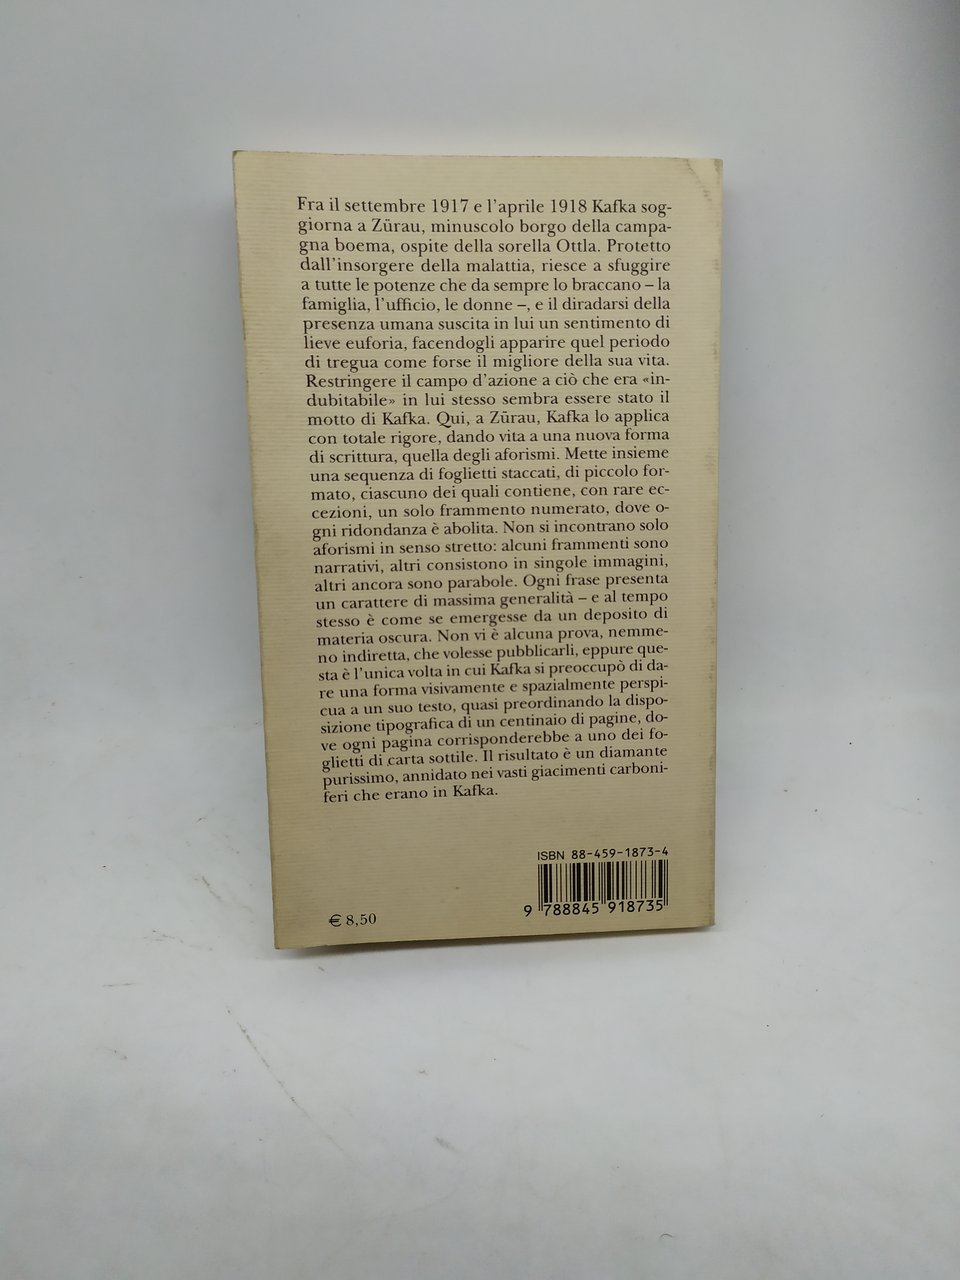 Fra il settembre 1917 e l'aprile 1918 Kafka sog-
giorna a Zürau, minuscolo borgo della campa-
gna boema, ospite della sorella Ottla. Protetto
dall'insorgere della malattia, riesce a sfuggire
a tutte le potenze che da sempre lo braccano – la
famiglia, l'ufficio, le donne –, e il diradarsi della
presenza umana suscita in lui un sentimento di
lieve euforia, facendogli apparire quel periodo
di tregua come forse il migliore della sua vita.
Restringere il campo d'azione a ciò che era «in-
dubitabile» in lui stesso sembra essere stato il
motto di Kafka. Qui, a Zürau, Kafka lo applica
con totale rigore, dando vita a una nuova forma
di scrittura, quella degli aforismi. Mette insieme
una sequenza di foglietti staccati, di piccolo for-
mato, ciascuno dei quali contiene, con rare ec-
cezioni, un solo frammento numerato, dove o-
gni ridondanza è abolita. Non si incontrano solo
aforismi in senso stretto: alcuni frammenti sono
narrativi, altri consistono in singole immagini,
altri ancora sono parabole. Ogni frase presenta
un carattere di massima generalità – e al tempo
stesso è come se emergesse da un deposito di
materia oscura. Non vi è alcuna prova, nemme-
no indiretta, che volesse pubblicarli, eppure que-
sta è l'unica volta in cui Kafka si preoccupò di da-
re una forma visivamente e spazialmente perspi-
cua a un suo testo, quasi preordinando la dispo-
sizione tipografica di un centinaio di pagine, do-
ve ogni pagina corrisponderebbe a uno dei fo-
glietti di carta sottile. Il risultato è un diamante
purissimo, annidato nei vasti giacimenti carboni-
feri che erano in Kafka.
ISBN 88-459-1873-4
9 788845 918735
€ 8,50